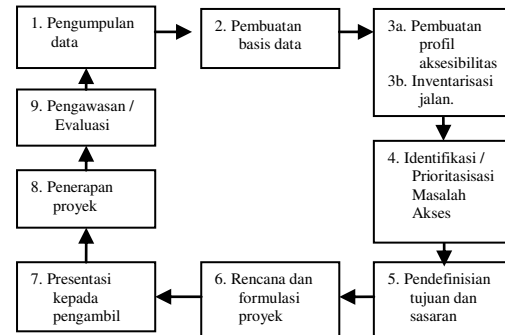 1. Pengumpulan
data
2. Pembuatan
basis data
3a. Pembuatan
profil
aksesibilitas
3b. Inventarisasi
jalan.
4. Identifikasi /
Prioritasisasi
Masalah
Akses
5. Pendefinisian
tujuan dan
sasaran
6. Rencana dan
formulasi
proyek
7. Presentasi
kepada
pengambil
8. Penerapan
proyek
9. Pengawasan /
Evaluasi